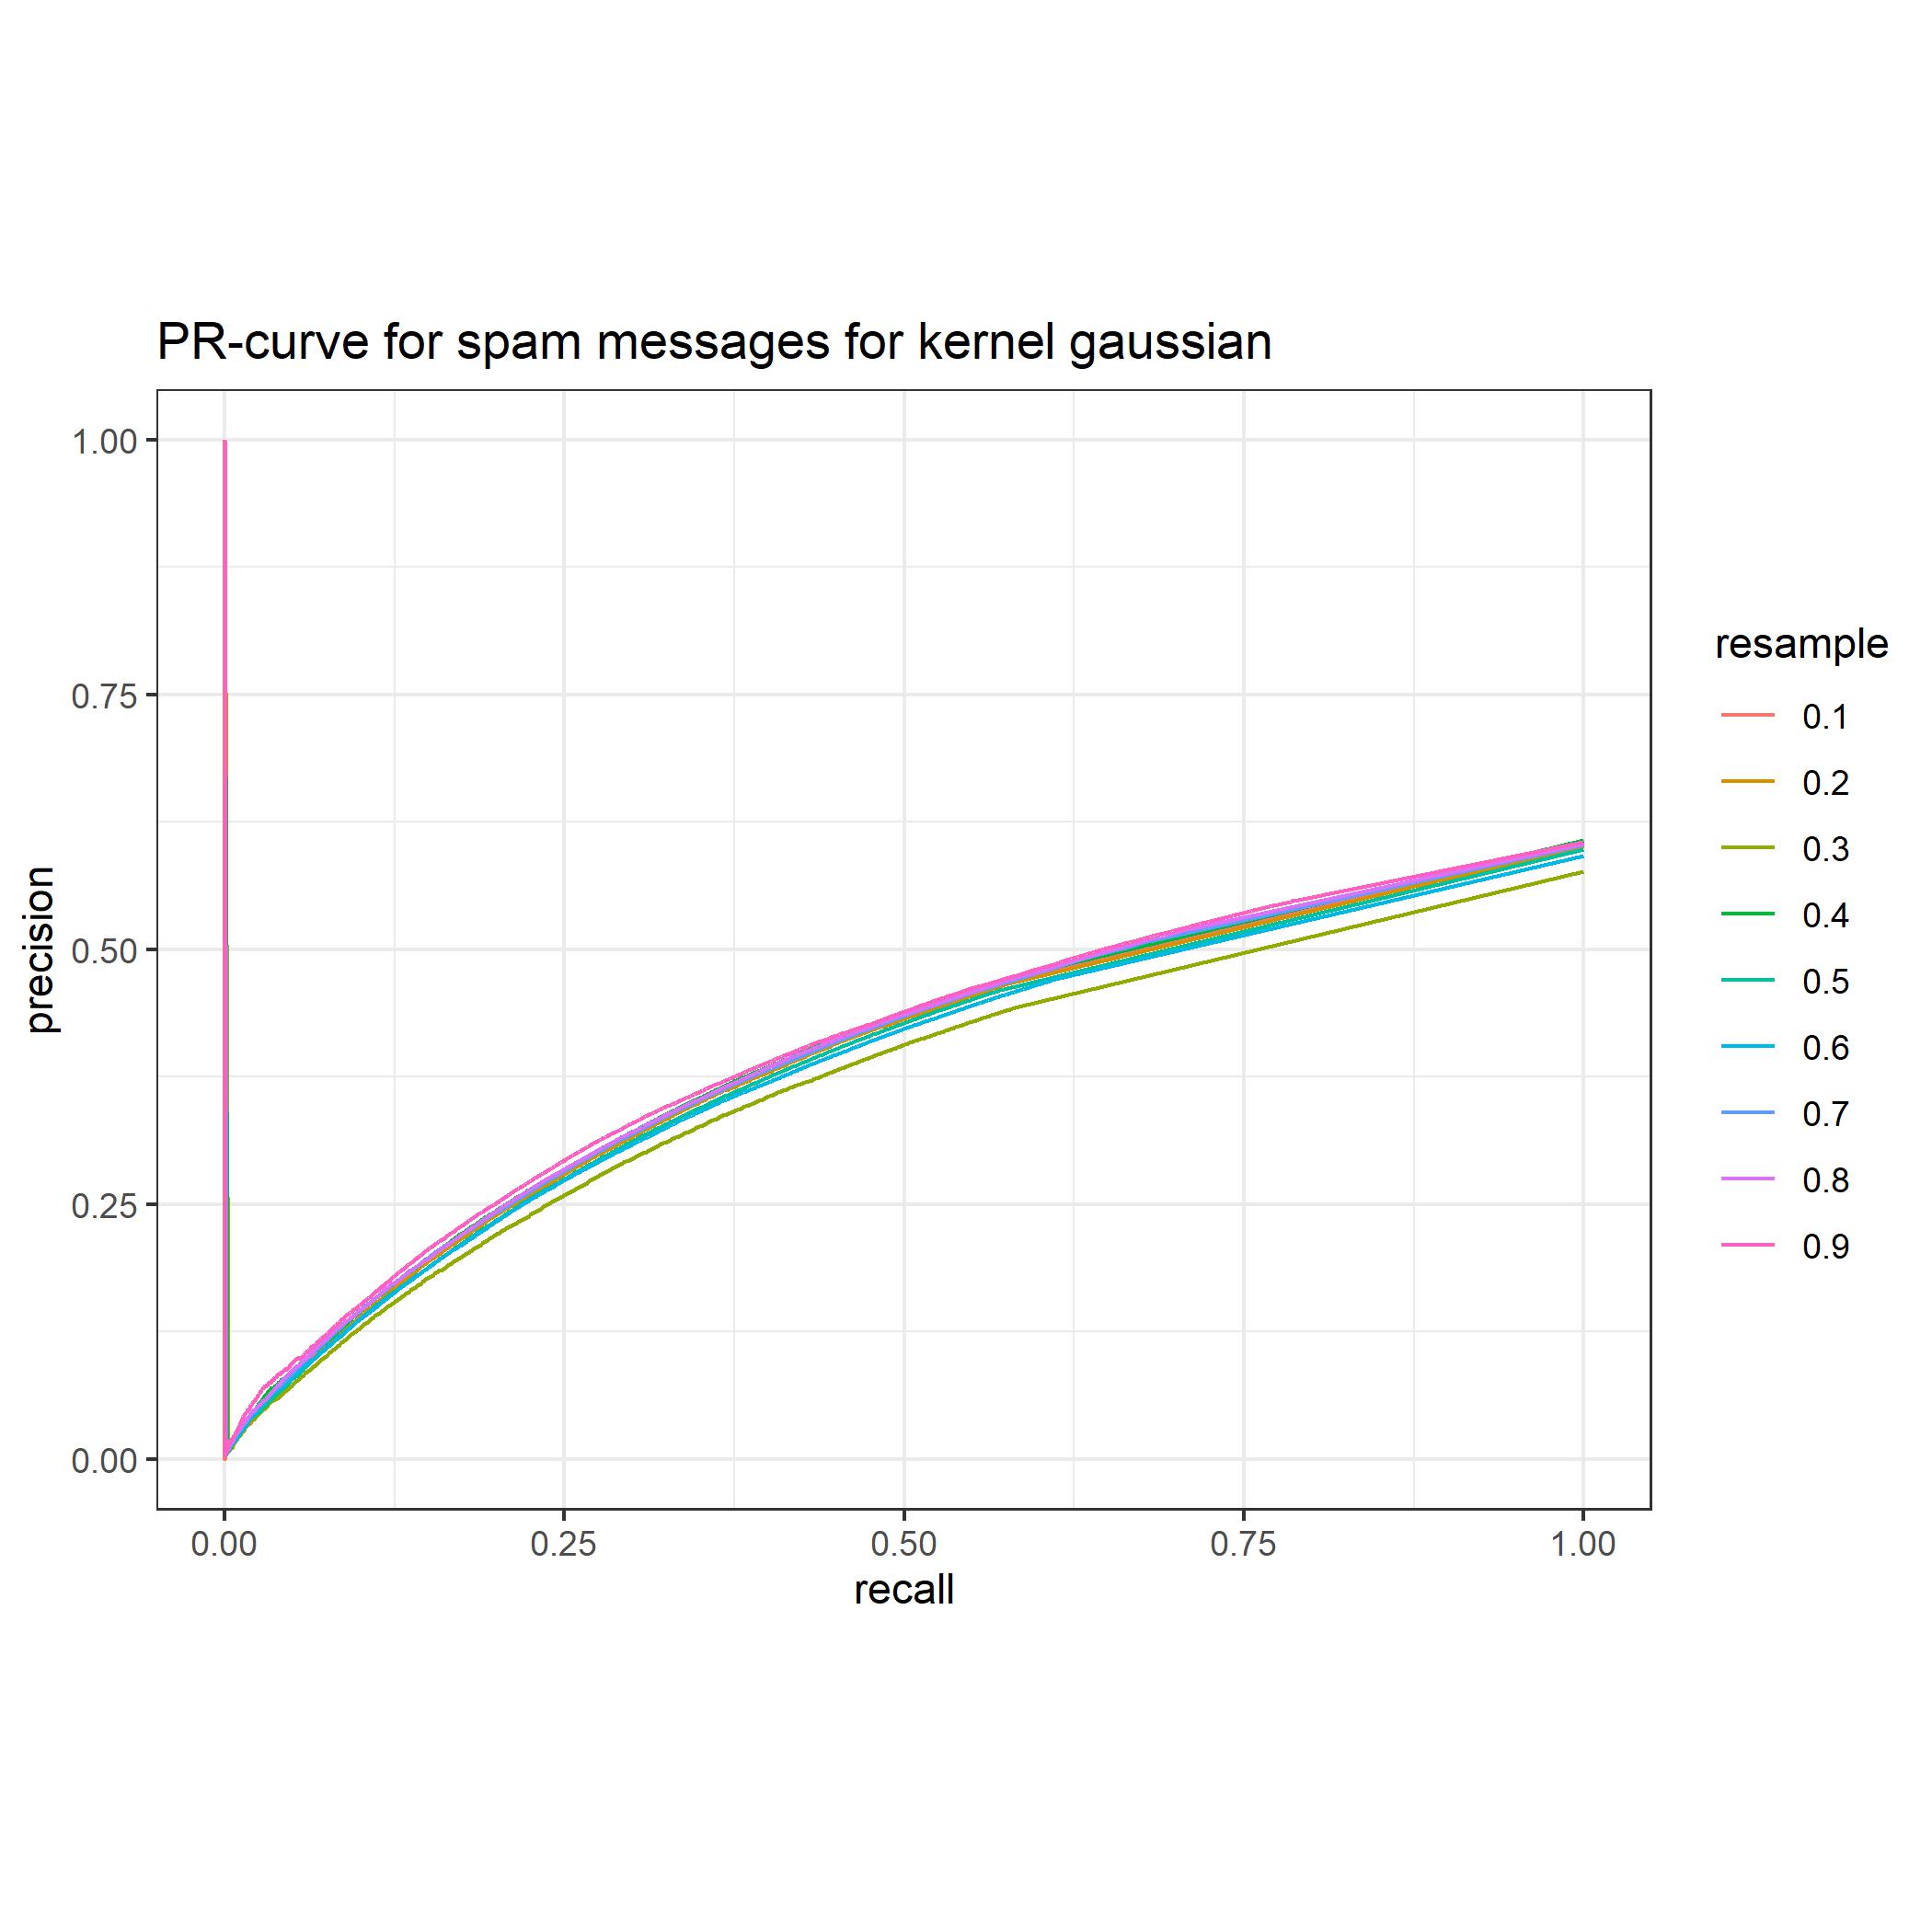 PR-curve for spam messages for kernel gaussian
1.00
0.75
0.50
0.25
0.00
precision
0.00 0.25 0.50 0.75 1.00
recall
resample
0.1
0.2
0.3
0.4
0.5
0.6
0.7
0.8
0.9